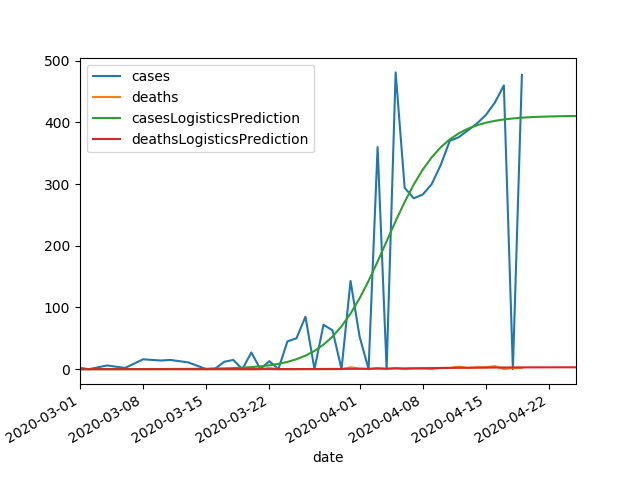 500
400
300
200
100
0
cases
deaths
casesLogisticsPrediction
deathsLogisticsPrediction
2020-03-01
2020-03-08
2020-03-15
2020-03-22
2020-04-01
2020-04-08
2020-04-15
2020-04-22
date